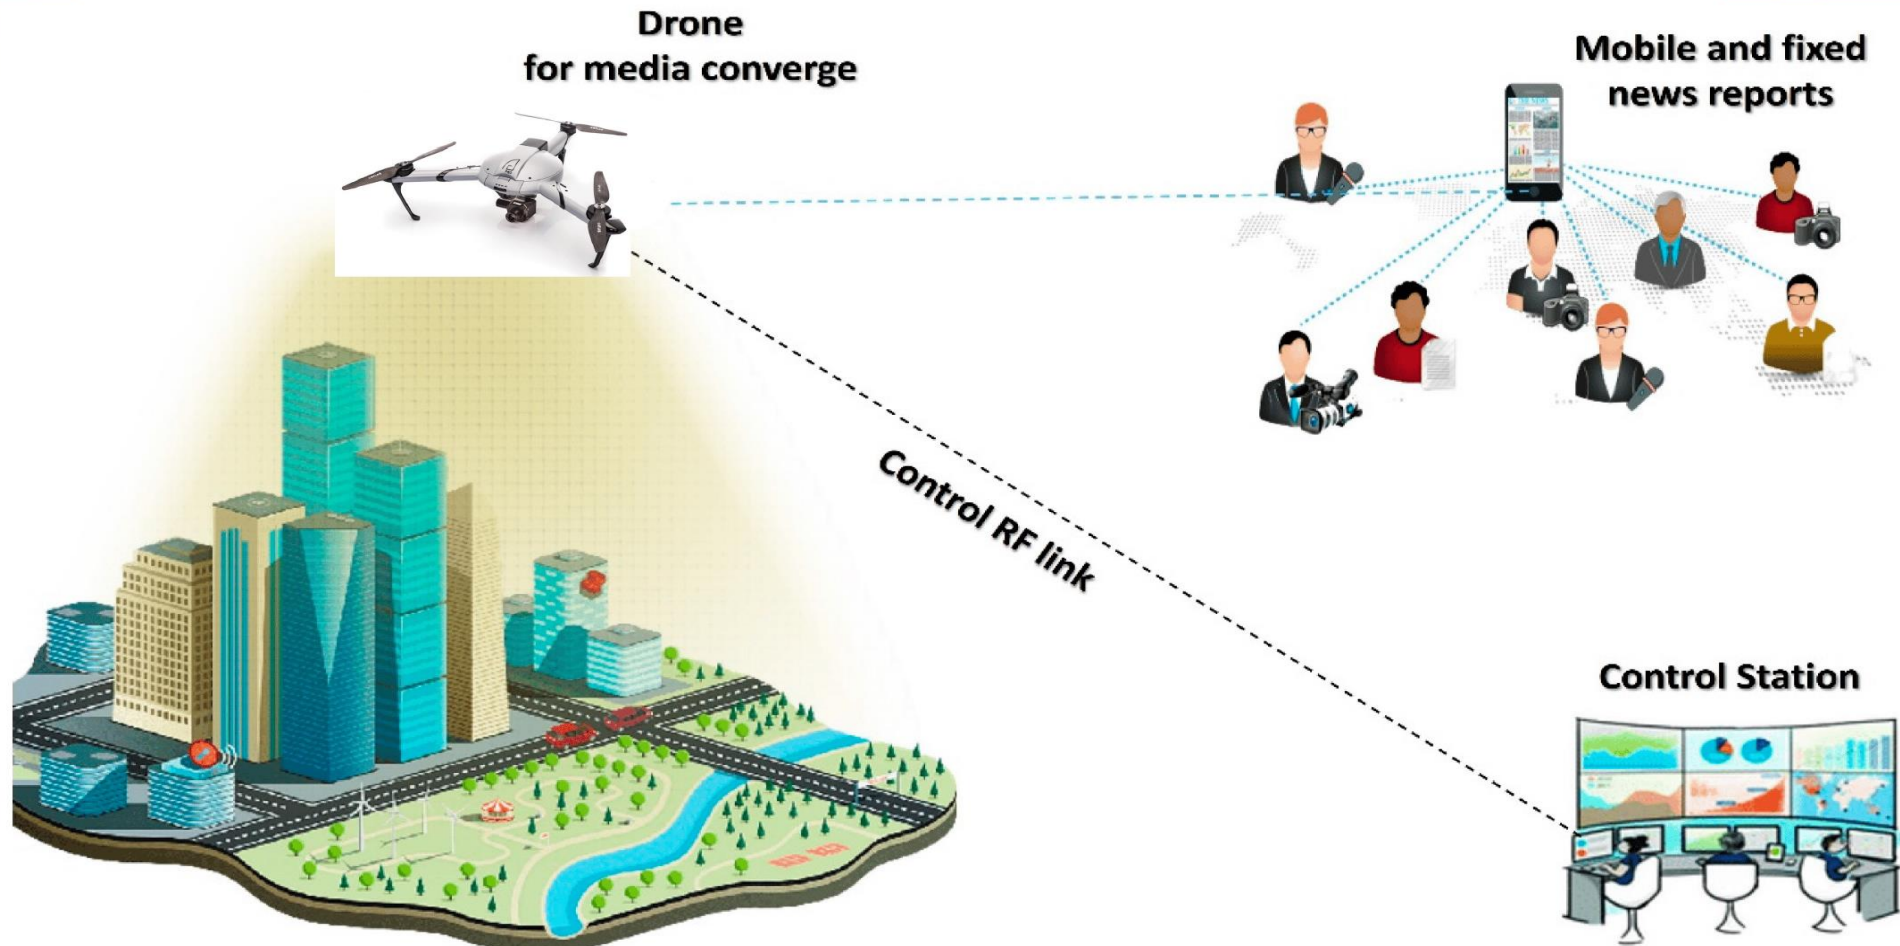 Drone
for media converge
Mobile and fixed
news reports
Control RF link
Control Station